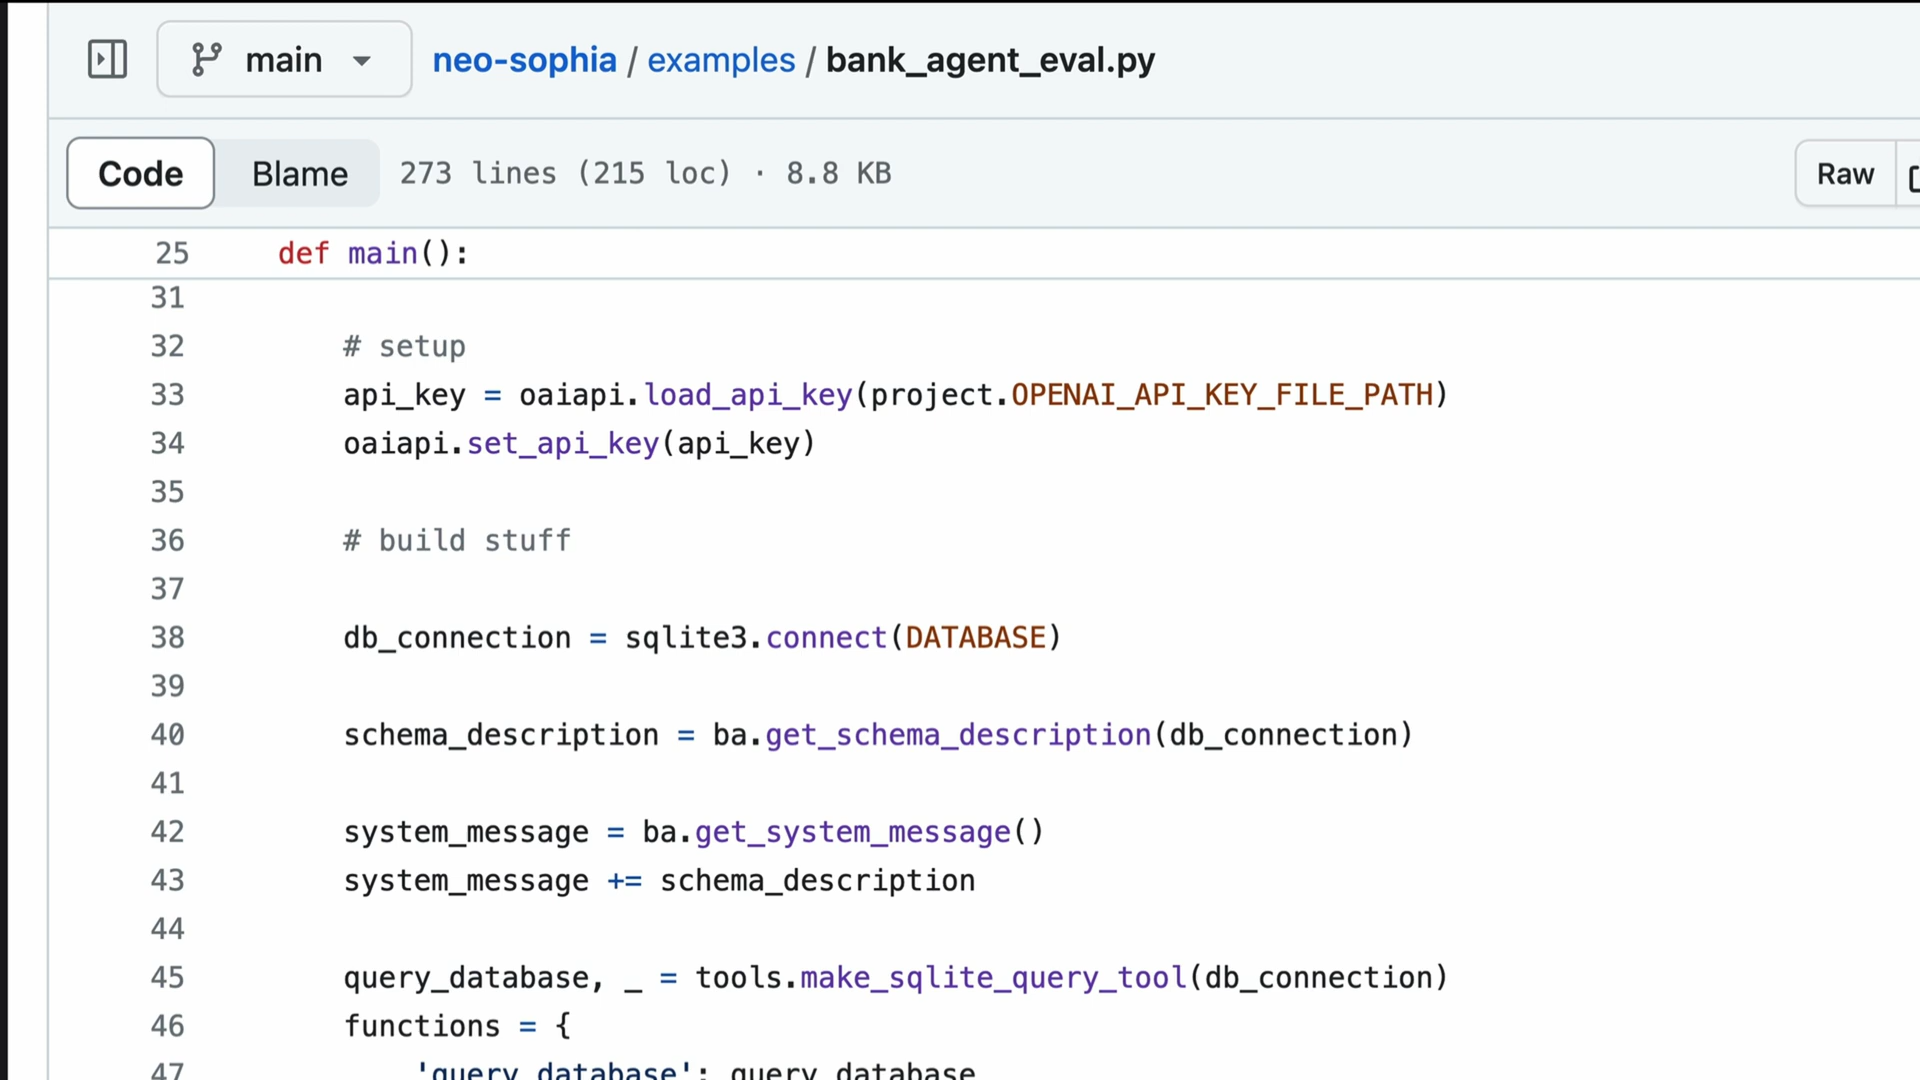 main neo-sophia / examples / bank_agent_eval.py
Code Blame 273 lines (215 loc) · 8.8 KB Raw
25 def main():
31
32 # setup
33 api_key = oaiapi.load_api_key(project.OPENAI_API_KEY_FILE_PATH)
34 oaiapi.set_api_key(api_key)
35
36 # build stuff
37
38 db_connection = sqlite3.connect(DATABASE)
39
40 schema_description = ba.get_schema_description(db_connection)
41
42 system_message = ba.get_system_message()
43 system_message += schema_description
44
45 query_database, _ = tools.make_sqlite_query_tool(db_connection)
46 functions = {
47 'query_database': query_database